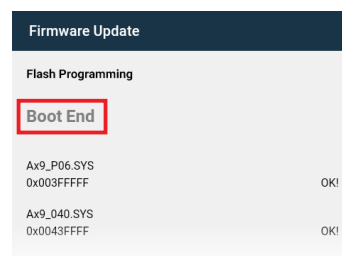 Firmware Update
Flash Programming
Boot End
Ax9_P06.SYS
0x003FFFFF OK!
Ax9_040.SYS
0x0043FFFF OK!